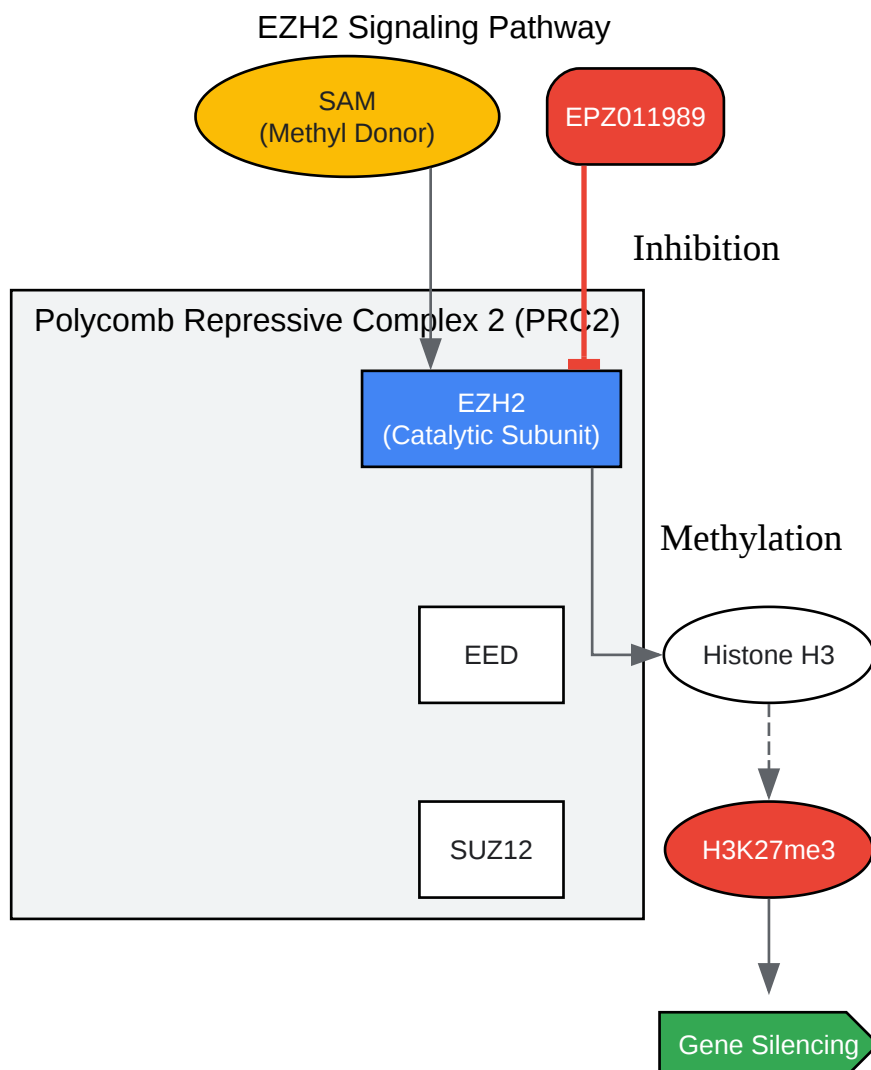 EZH2 Signaling Pathway
SAM
(Methyl Donor)
EPZ011989
Inhibition
Polycomb Repressive Complex 2 (PRC2)
EZH2
(Catalytic Subunit)
Methylation
EED
Histone H3
SUZ12
H3K27me3
Gene Silencing